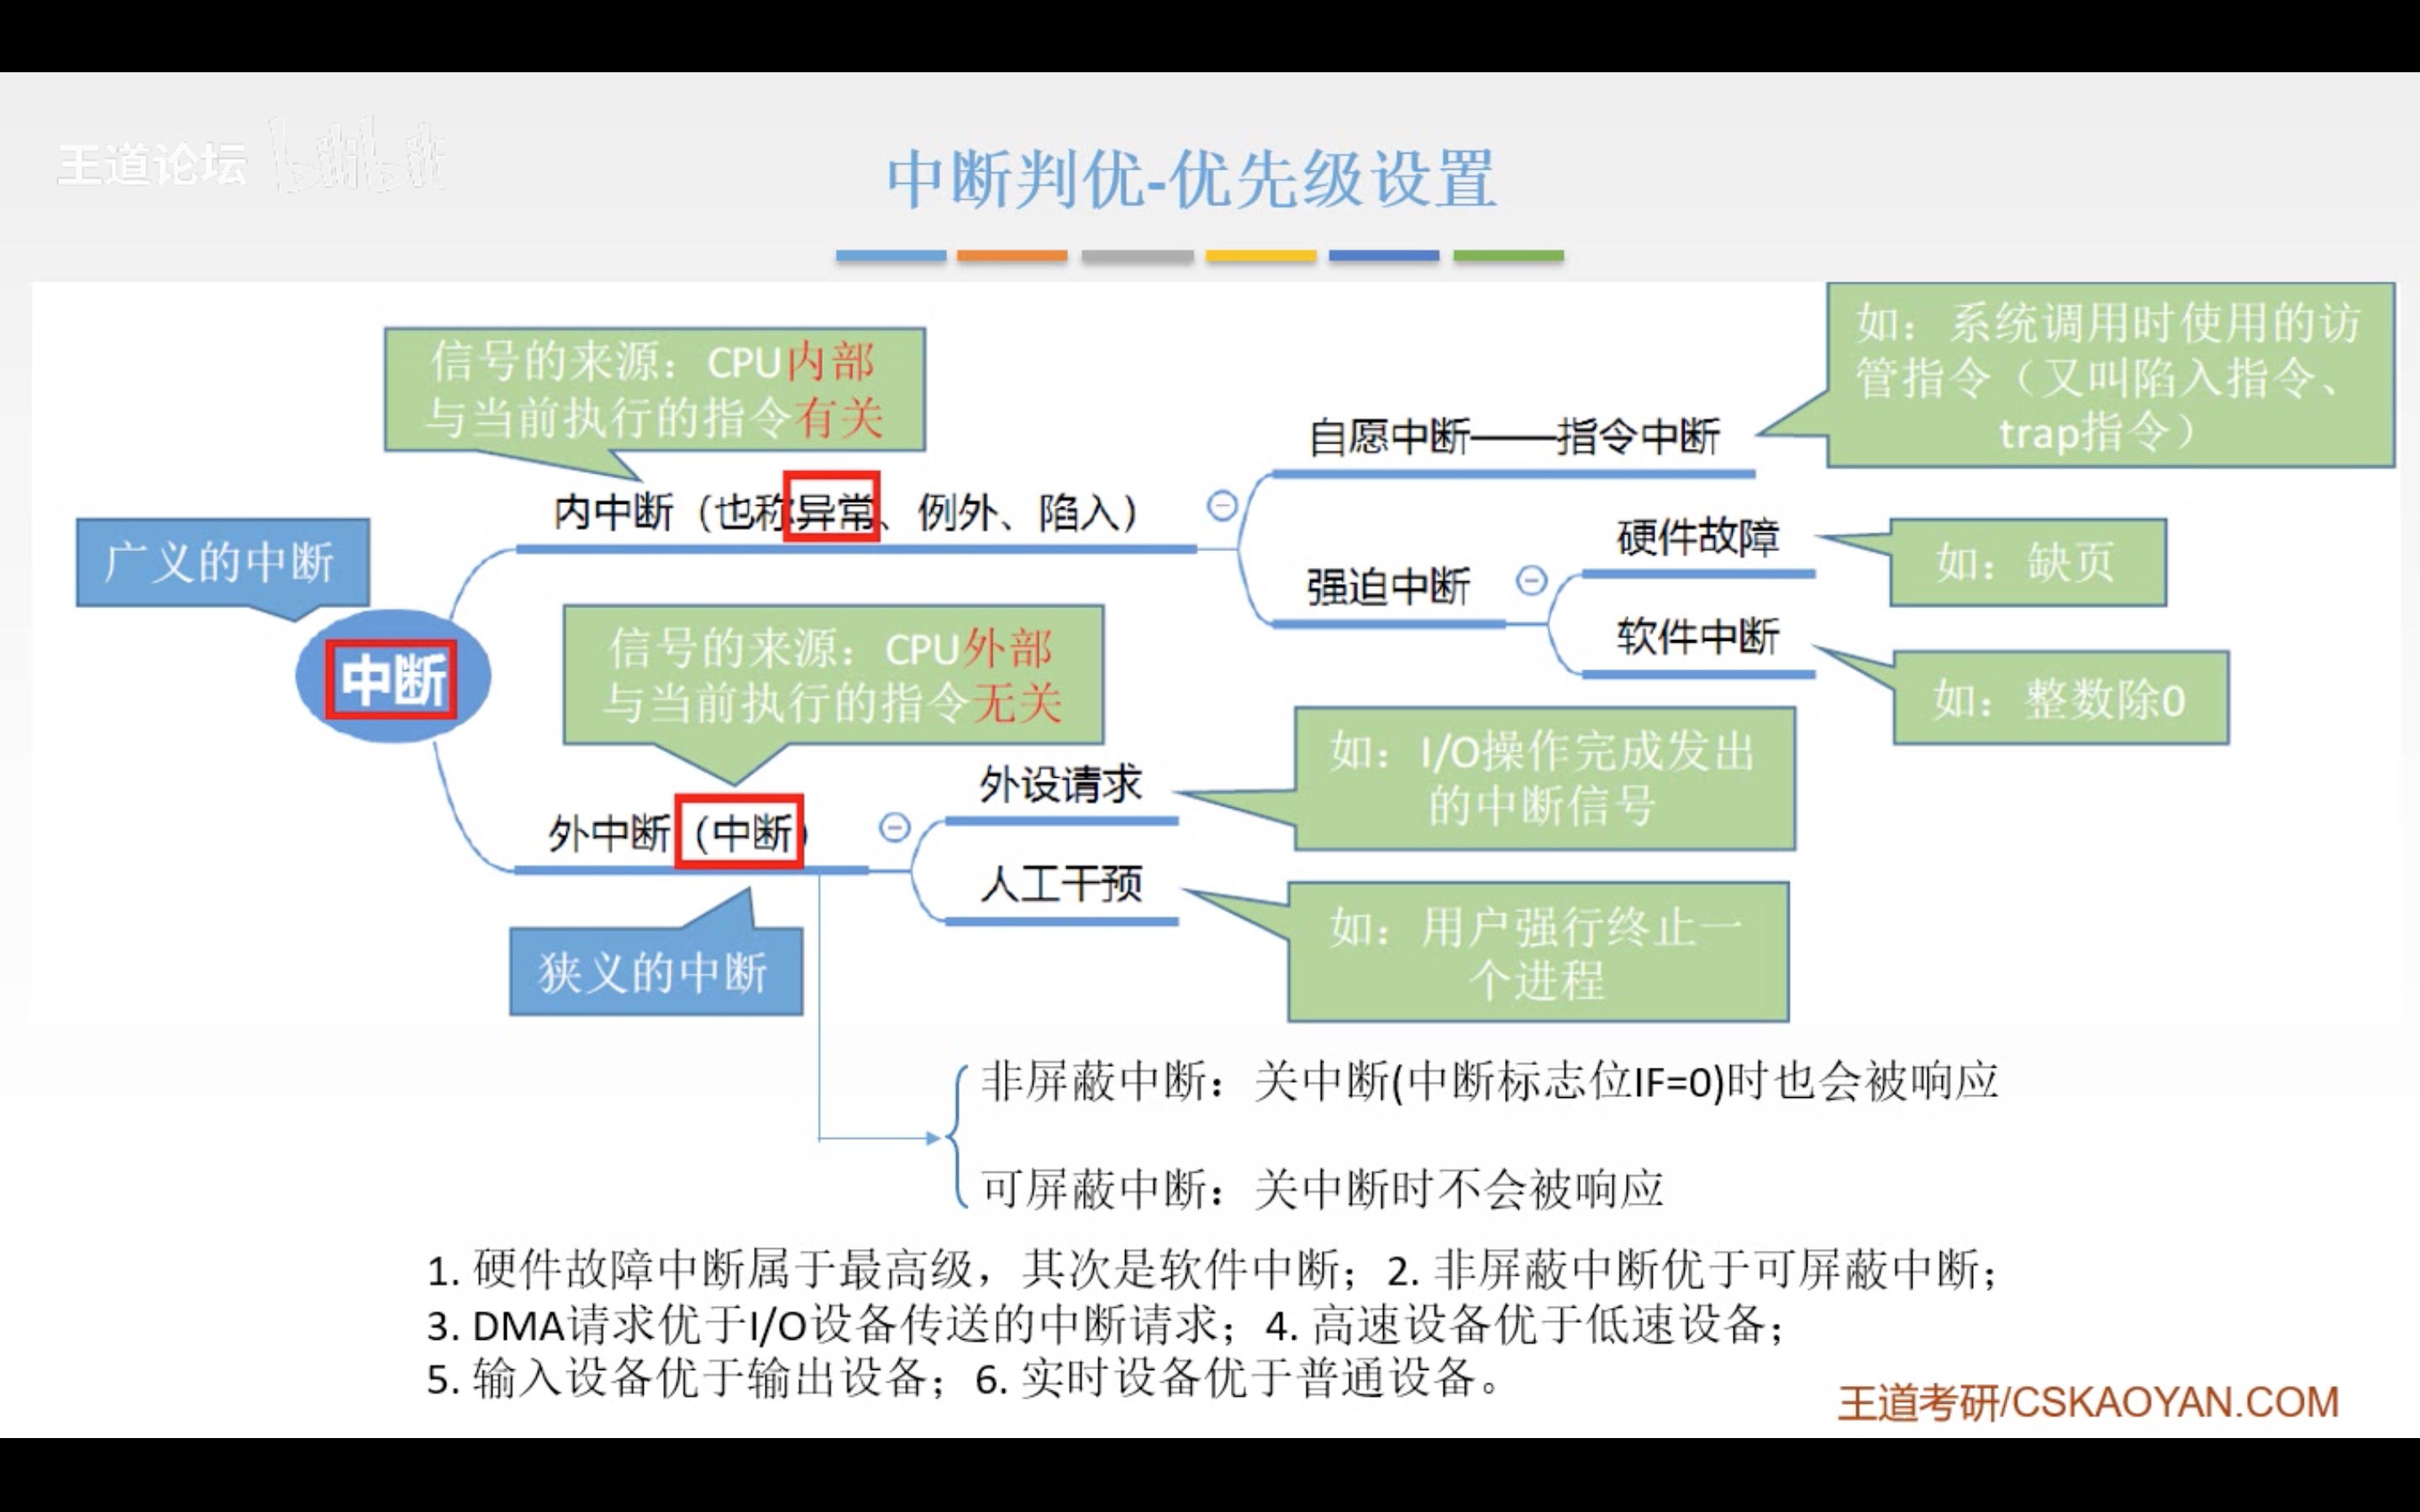 王道论坛 bilibili
中断判优-优先级设置
信号的来源：CPU内部
与当前执行的指令有关
如：系统调用时使用的访
管指令（又叫陷入指令、
trap指令）
自愿中断——指令中断
内中断（也称异常、例外、陷入）
广义的中断
硬件故障
如：缺页
强迫中断
软件中断
如：整数除0
中断
信号的来源：CPU外部
与当前执行的指令无关
外设请求
如：I/O操作完成发出
的中断信号
外中断（中断）
人工干预
如：用户强行终止一
个进程
狭义的中断
非屏蔽中断：关中断(中断标志位IF=0)时也会被响应
可屏蔽中断：关中断时不会被响应
1. 硬件故障中断属于最高级，其次是软件中断；2. 非屏蔽中断优于可屏蔽中断；
3. DMA请求优于I/O设备传送的中断请求；4. 高速设备优于低速设备；
5. 输入设备优于输出设备；6. 实时设备优于普通设备。
王道考研/CSKAOYAN.COM